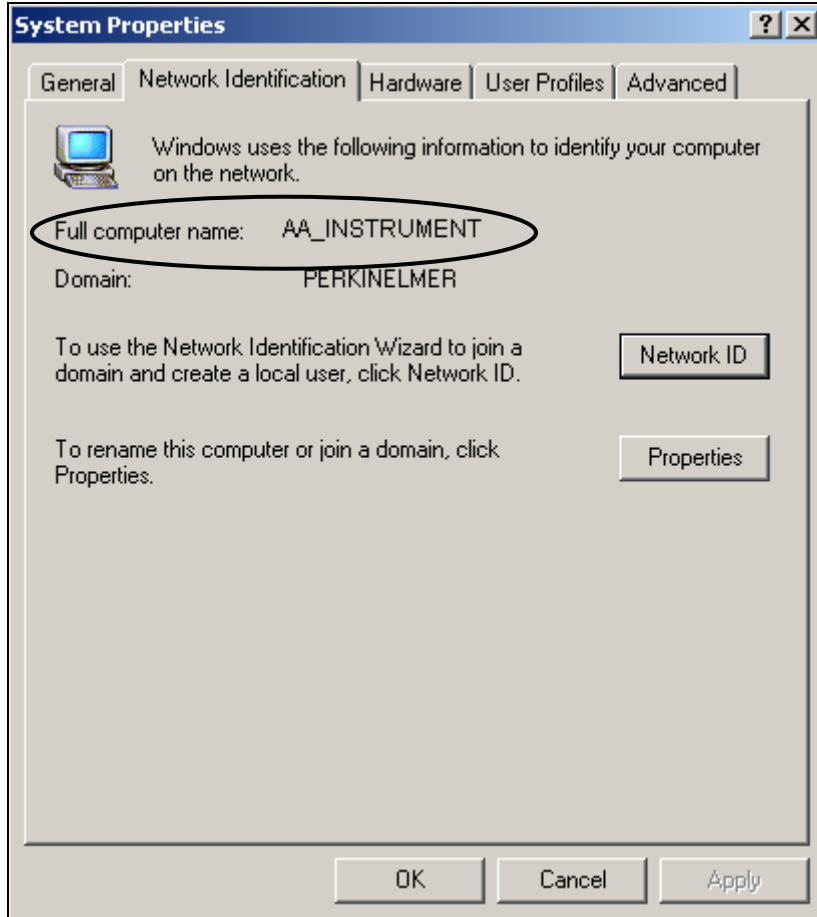 System Properties
General Network Identification Hardware User Profiles Advanced
Windows uses the following information to identify your computer
on the network.
Full computer name: AA_INSTRUMENT
Domain: PERKINELMER
To use the Network Identification Wizard to join a
domain and create a local user, click Network ID.
Network ID
To rename this computer or join a domain, click
Properties.
Properties
OK Cancel Apply